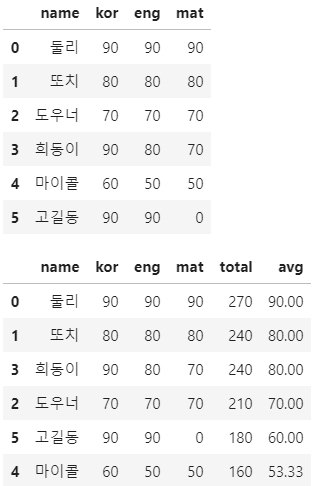 name kor eng mat
0 둘리 90 90 90
1 또치 80 80 80
2 도우너 70 70 70
3 희동이 90 80 70
4 마이콜 60 50 50
5 고길동 90 90 0
name kor eng mat total avg
0 둘리 90 90 90 270 90.00
1 또치 80 80 80 240 80.00
3 희동이 90 80 70 240 80.00
2 도우너 70 70 70 210 70.00
5 고길동 90 90 0 180 60.00
4 마이콜 60 50 50 160 53.33